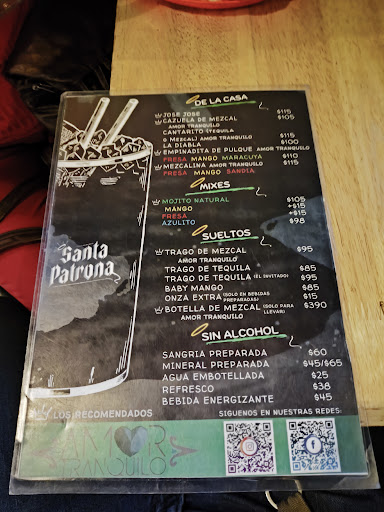 DE LA CASA
JOSE JOSE $115
CAZUELA DE MEZCAL $105
AMOR TRANQUILO
CANTARITO (TEQUILA
O MEZCAL) AMOR TRANQUILO $115
LA DIABLA $100
EMPINADITA DE PULQUE AMOR TRANQUILO
FRESA MANGO MARACUYA $110
MEZCALINA AMOR TRANQUILO $115
FRESA MANGO SANDIA
MIXES
MOJITO NATURAL $105
MANGO +$15
FRESA +$15
AZULITO $98
SUELTOS
TRAGO DE MEZCAL $95
AMOR TRANQUILO
TRAGO DE TEQUILA $85
TRAGO DE TEQUILA (EL INVITADO) $95
BABY MANGO $85
ONZA EXTRA (SOLO EN BEBIDAS PREPARADAS) $15
BOTELLA DE MEZCAL (SOLO PARA LLEVAR) $390
AMOR TRANQUILO
SIN ALCOHOL
SANGRIA PREPARADA $60
MINERAL PREPARADA $45/$65
AGUA EMBOTELLADA $25
REFRESCO $38
BEBIDA ENERGIZANTE $45
Santa
Patrona
LOS RECOMENDADOS
SIGUENOS EN NUESTRAS REDES:
AMOR
TRANQUILO